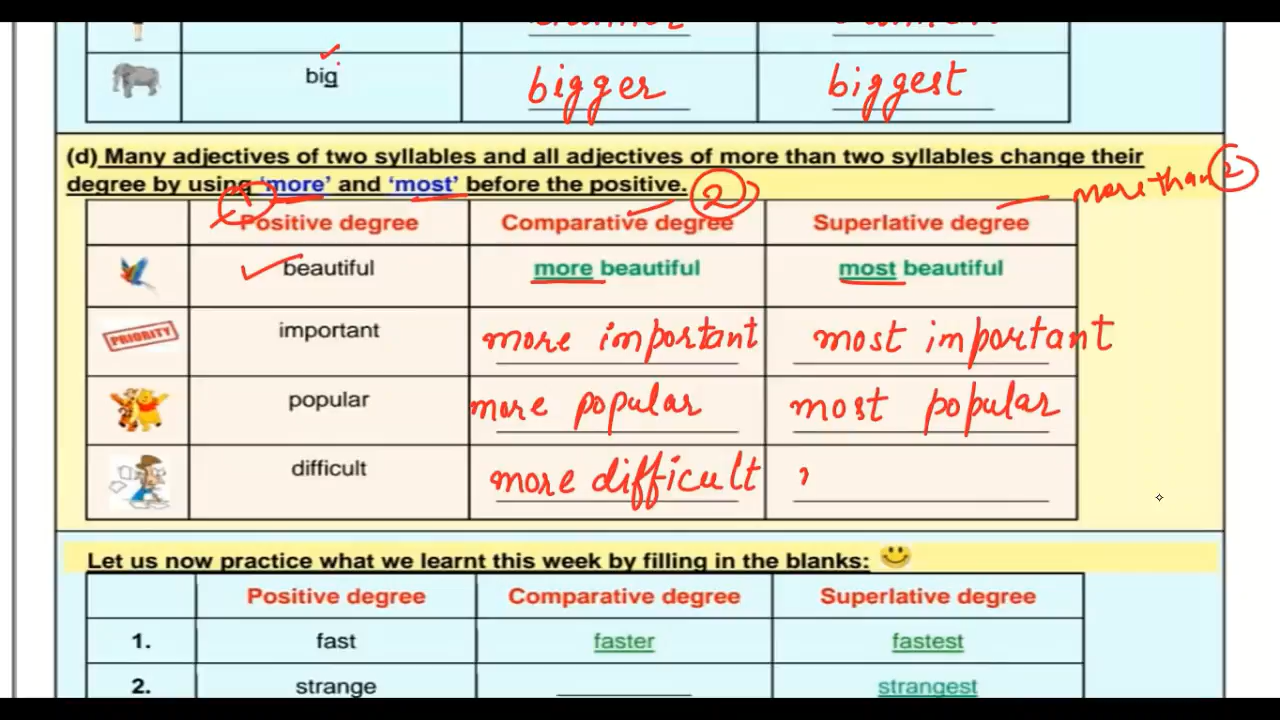 big bigger biggest
(d) Many adjectives of two syllables and all adjectives of more than two syllables change their
degree by using 'more' and 'most' before the positive.
1 2 more than 2
Positive degree Comparative degree Superlative degree
beautiful more beautiful most beautiful
PRIORITY important more important most important
popular more popular most popular
difficult more difficult
Let us now practice what we learnt this week by filling in the blanks:
Positive degree Comparative degree Superlative degree
1. fast faster fastest
2. strange strangest